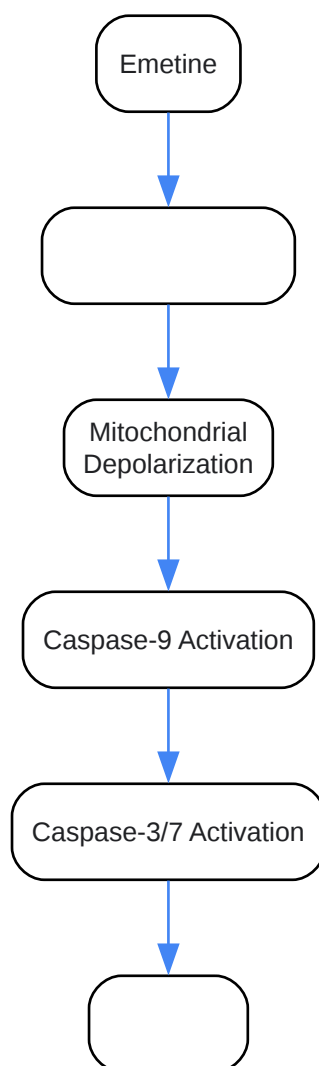 Emetine
Mitochondrial
Depolarization
Caspase-9 Activation
Caspase-3/7 Activation